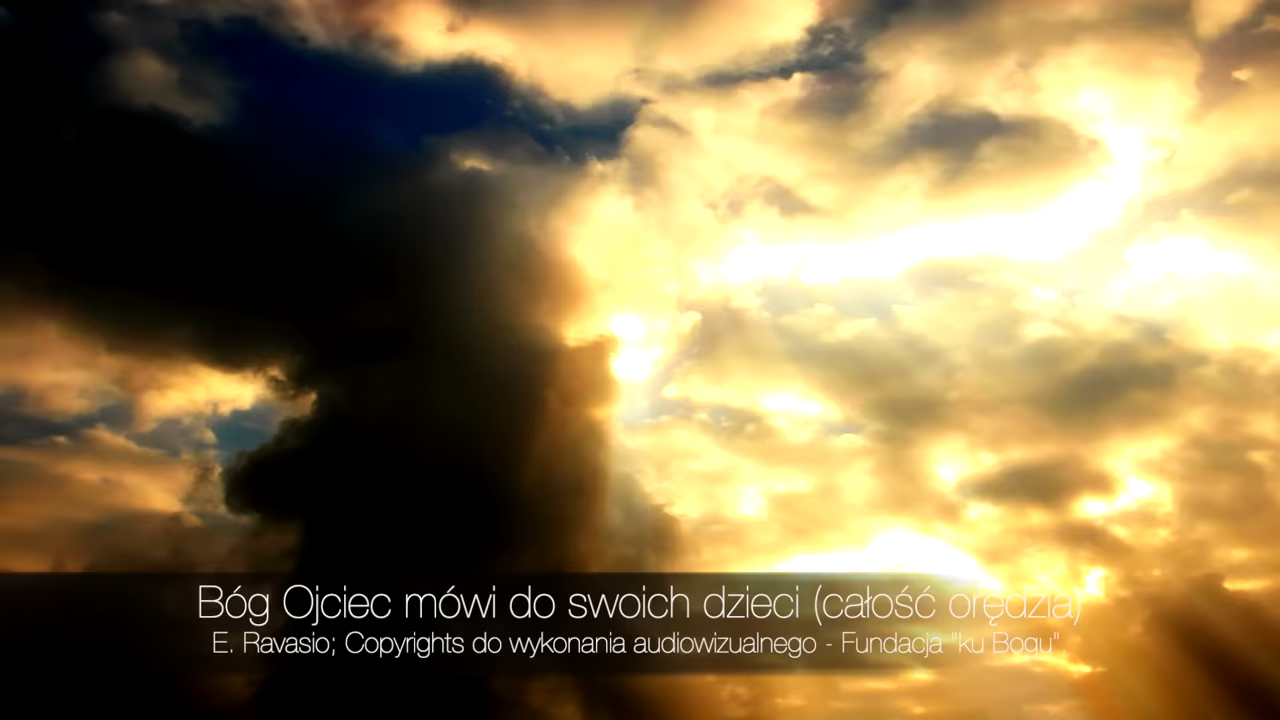 Bóg Ojciec mówi do swoich dzieci (całość orędzia)
E. Ravasio; Copyrights do wykonania audiowizualnego - Fundacja "ku Bogu"